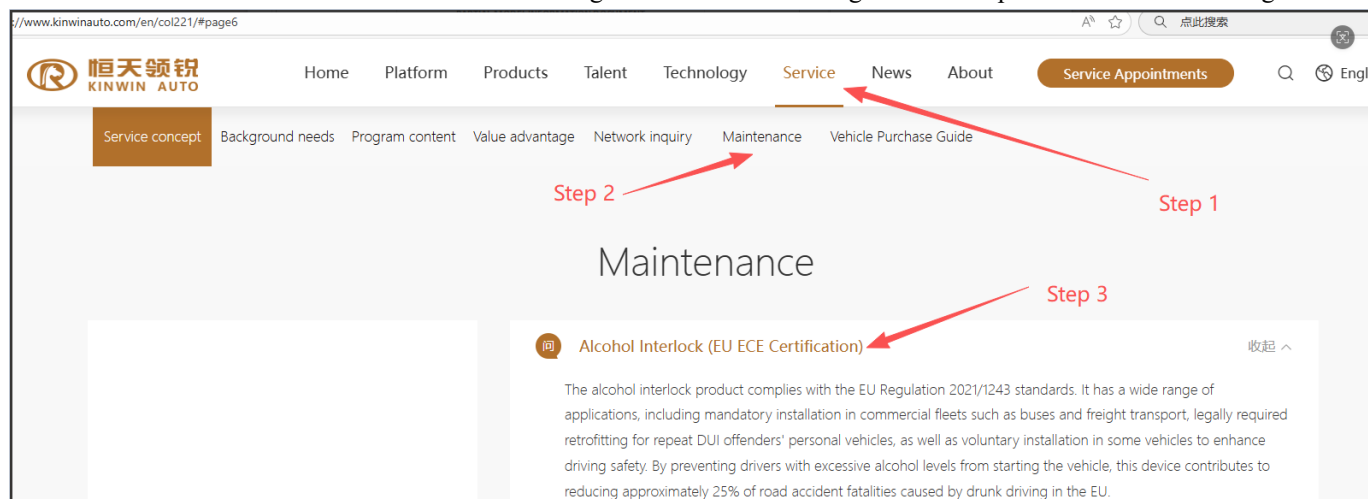 ://www.kinwinauto.com/en/col221/#page6
点此搜索
恒天领锐
KINWIN AUTO
Home Platform Products Talent Technology Service News About Service Appointments Engl
Service concept Background needs Program content Value advantage Network inquiry Maintenance Vehicle Purchase Guide
Step 2
Step 1
Maintenance
Step 3
问 Alcohol Interlock (EU ECE Certification) 收起
The alcohol interlock product complies with the EU Regulation 2021/1243 standards. It has a wide range of
applications, including mandatory installation in commercial fleets such as buses and freight transport, legally required
retrofitting for repeat DUI offenders' personal vehicles, as well as voluntary installation in some vehicles to enhance
driving safety. By preventing drivers with excessive alcohol levels from starting the vehicle, this device contributes to
reducing approximately 25% of road accident fatalities caused by drunk driving in the EU.